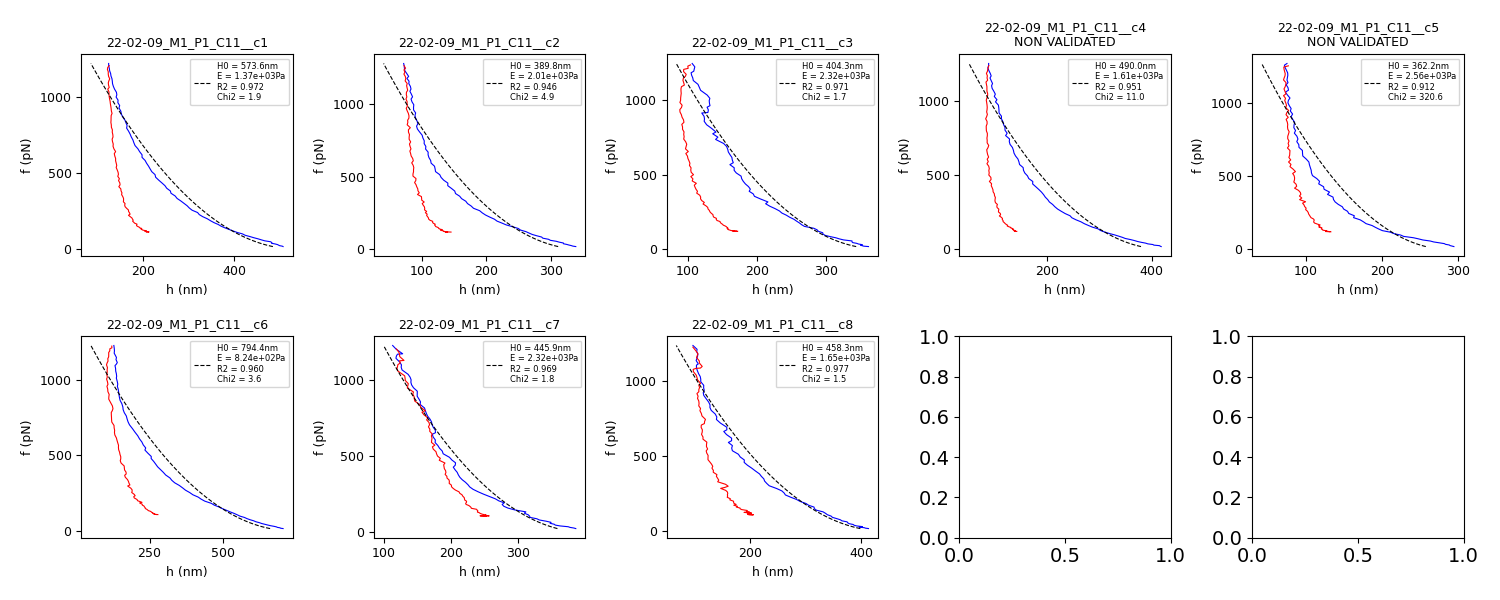 22-02-09_M1_P1_C11__c1
H0 = 573.6nm
E = 1.37e+03Pa
R2 = 0.972
Chi2 = 1.9
f (pN)
1000
500
0
200
400
h (nm)
22-02-09_M1_P1_C11__c2
H0 = 389.8nm
E = 2.01e+03Pa
R2 = 0.946
Chi2 = 4.9
f (pN)
1000
500
0
100
200
300
h (nm)
22-02-09_M1_P1_C11__c3
H0 = 404.3nm
E = 2.32e+03Pa
R2 = 0.971
Chi2 = 1.7
f (pN)
1000
500
0
100
200
300
h (nm)
22-02-09_M1_P1_C11__c4
NON VALIDATED
H0 = 490.0nm
E = 1.61e+03Pa
R2 = 0.951
Chi2 = 11.0
f (pN)
1000
500
0
200
400
h (nm)
22-02-09_M1_P1_C11__c5
NON VALIDATED
H0 = 362.2nm
E = 2.56e+03Pa
R2 = 0.912
Chi2 = 320.6
f (pN)
1000
500
0
100
200
300
h (nm)
22-02-09_M1_P1_C11__c6
H0 = 794.4nm
E = 8.24e+02Pa
R2 = 0.960
Chi2 = 3.6
f (pN)
1000
500
0
250
500
h (nm)
22-02-09_M1_P1_C11__c7
H0 = 445.9nm
E = 2.32e+03Pa
R2 = 0.969
Chi2 = 1.8
f (pN)
1000
500
0
100
200
300
h (nm)
22-02-09_M1_P1_C11__c8
H0 = 458.3nm
E = 1.65e+03Pa
R2 = 0.977
Chi2 = 1.5
f (pN)
1000
500
0
200
400
h (nm)
1.0
0.8
0.6
0.4
0.2
0.0
0.0
0.5
1.0
1.0
0.8
0.6
0.4
0.2
0.0
0.0
0.5
1.0